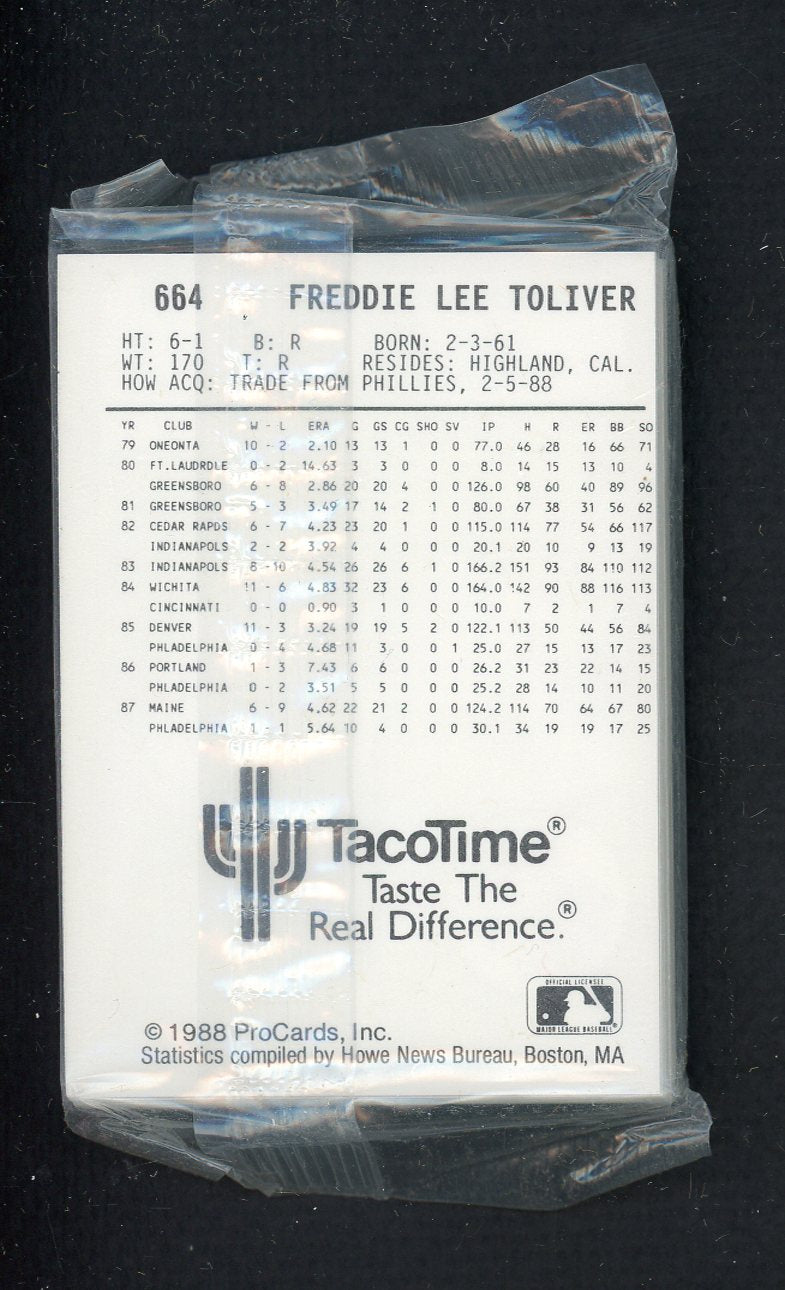 664 FREDDIE LEE TOLIVER
HT: 6-1 B: R BORN: 2-3-61
WT: 170 T: R RESIDES: HIGHLAND, CAL.
HOW ACQ: TRADE FROM PHILLIES, 2-5-88
YR CLUB W - L ERA G GS CG SHO SV IP H R ER BB SO
79 ONEONTA 10 - 2 2.10 13 13 1 0 0 77.0 46 28 16 66 71
80 FT.LAUDRDLE 0 - 2 14.63 3 3 0 0 0 8.0 14 15 13 10 4
GREENSBORO 6 - 8 2.86 20 20 4 0 0 126.0 98 60 40 89 96
81 GREENSBORO 5 - 3 3.49 17 14 2 1 0 80.0 67 38 31 56 62
82 CEDAR RAPDS 6 - 7 4.23 23 20 1 0 0 115.0 114 77 54 66 117
INDIANAPOLS 2 - 2 3.92 4 4 0 0 0 20.1 20 10 9 13 19
83 INDIANAPOLS 8 -10 4.54 26 26 6 1 0 166.2 151 93 84 110 112
84 WICHITA 11 - 6 4.83 32 23 6 0 0 164.0 142 90 88 116 113
CINCINNATI 0 - 0 0.90 3 1 0 0 0 10.0 7 2 1 7 4
85 DENVER 11 - 3 3.24 19 19 5 2 0 122.1 113 50 44 56 84
PHILADELPHIA 0 - 4 4.68 11 3 0 0 1 25.0 27 15 13 17 23
86 PORTLAND 1 - 3 7.43 6 6 0 0 0 26.2 31 23 22 14 15
PHILADELPHIA 0 - 2 3.51 5 5 0 0 0 25.2 28 14 10 11 20
87 MAINE 6 - 9 4.62 22 21 2 0 0 124.2 114 70 64 67 80
PHILADELPHIA 1 - 1 5.64 10 4 0 0 0 30.1 34 19 19 17 25
TacoTime®
Taste The
Real Difference.®
OFFICIAL LICENSEE
MAJOR LEAGUE BASEBALL®
© 1988 ProCards, Inc.
Statistics compiled by Howe News Bureau, Boston, MA